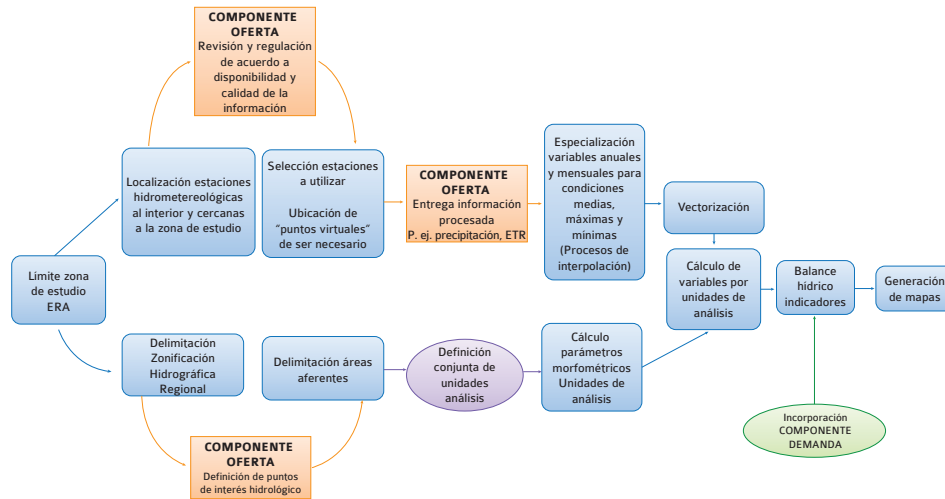 COMPONENTE
OFERTA
Revisión y regulación
de acuerdo a
disponibilidad y
calidad de la
información
Localización estaciones
hidrometereológicas
al interior y cercanas
a la zona de estudio
Selección estaciones
a utilizar
Ubicación de
"puntos virtuales"
de ser necesario
COMPONENTE
OFERTA
Entrega información
procesada
P. ej. precipitación, ETR
Especialización
variables anuales
y mensuales para
condiciones
medias,
máximas y
mínimas
(Procesos de
interpolación)
Vectorización
Límite zona
de estudio
ERA
Cálculo de
variables por
unidades de
análisis
Balance
hídrico
indicadores
Generación
de mapas
Delimitación
Zonificación
Hidrográfica
Regional
Delimitación áreas
aferentes
Definición
conjunta de
unidades
análisis
Cálculo
parámetros
morfométricos
Unidades de
análisis
COMPONENTE
OFERTA
Definición de puntos
de interés hidrológico
Incorporación
COMPONENTE
DEMANDA